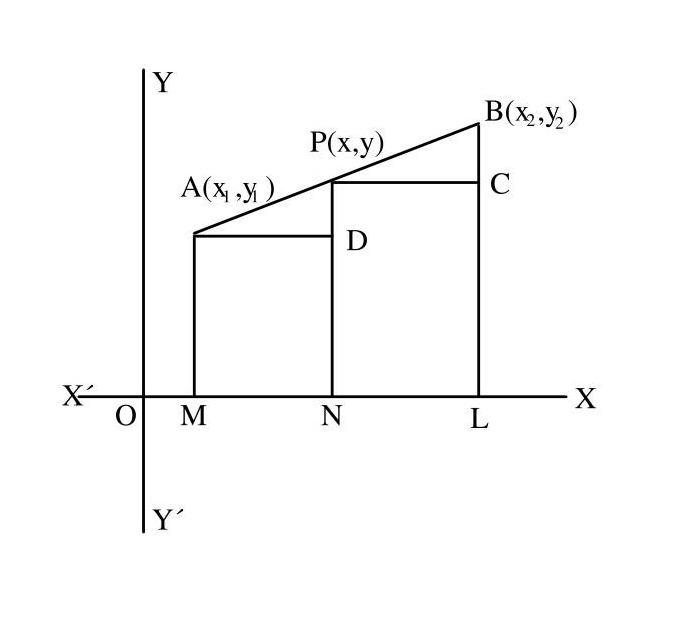 Y
B(x₂,y₂)
P(x,y)
A(x₁,y₁)
C
D
X´
X
O
M
N
L
Y´